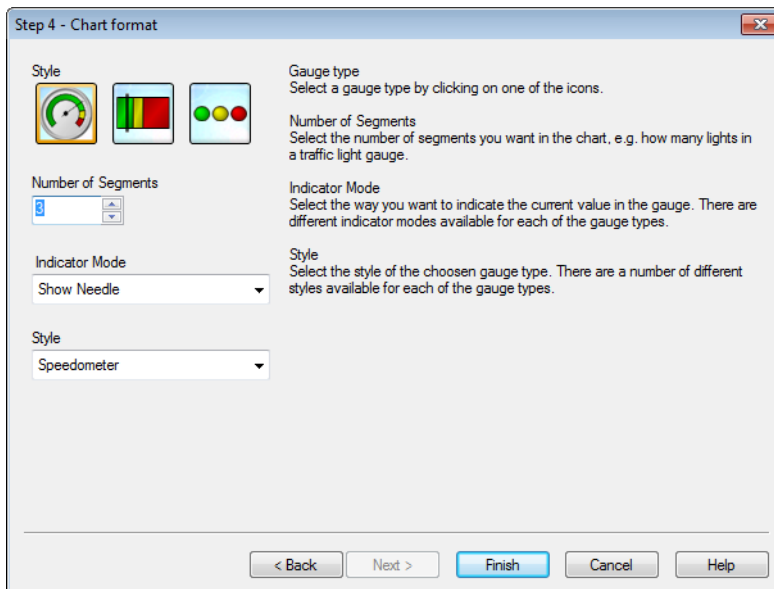 Step 4 - Chart format
Style
Number of Segments
3
Indicator Mode
Show Needle
Style
Speedometer
Gauge type
Select a gauge type by clicking on one of the icons.
Number of Segments
Select the number of segments you want in the chart, e.g. how many lights in
a traffic light gauge.
Indicator Mode
Select the way you want to indicate the current value in the gauge. There are
different indicator modes available for each of the gauge types.
Style
Select the style of the choosen gauge type. There are a number of different
styles available for each of the gauge types.
< Back
Next >
Finish
Cancel
Help